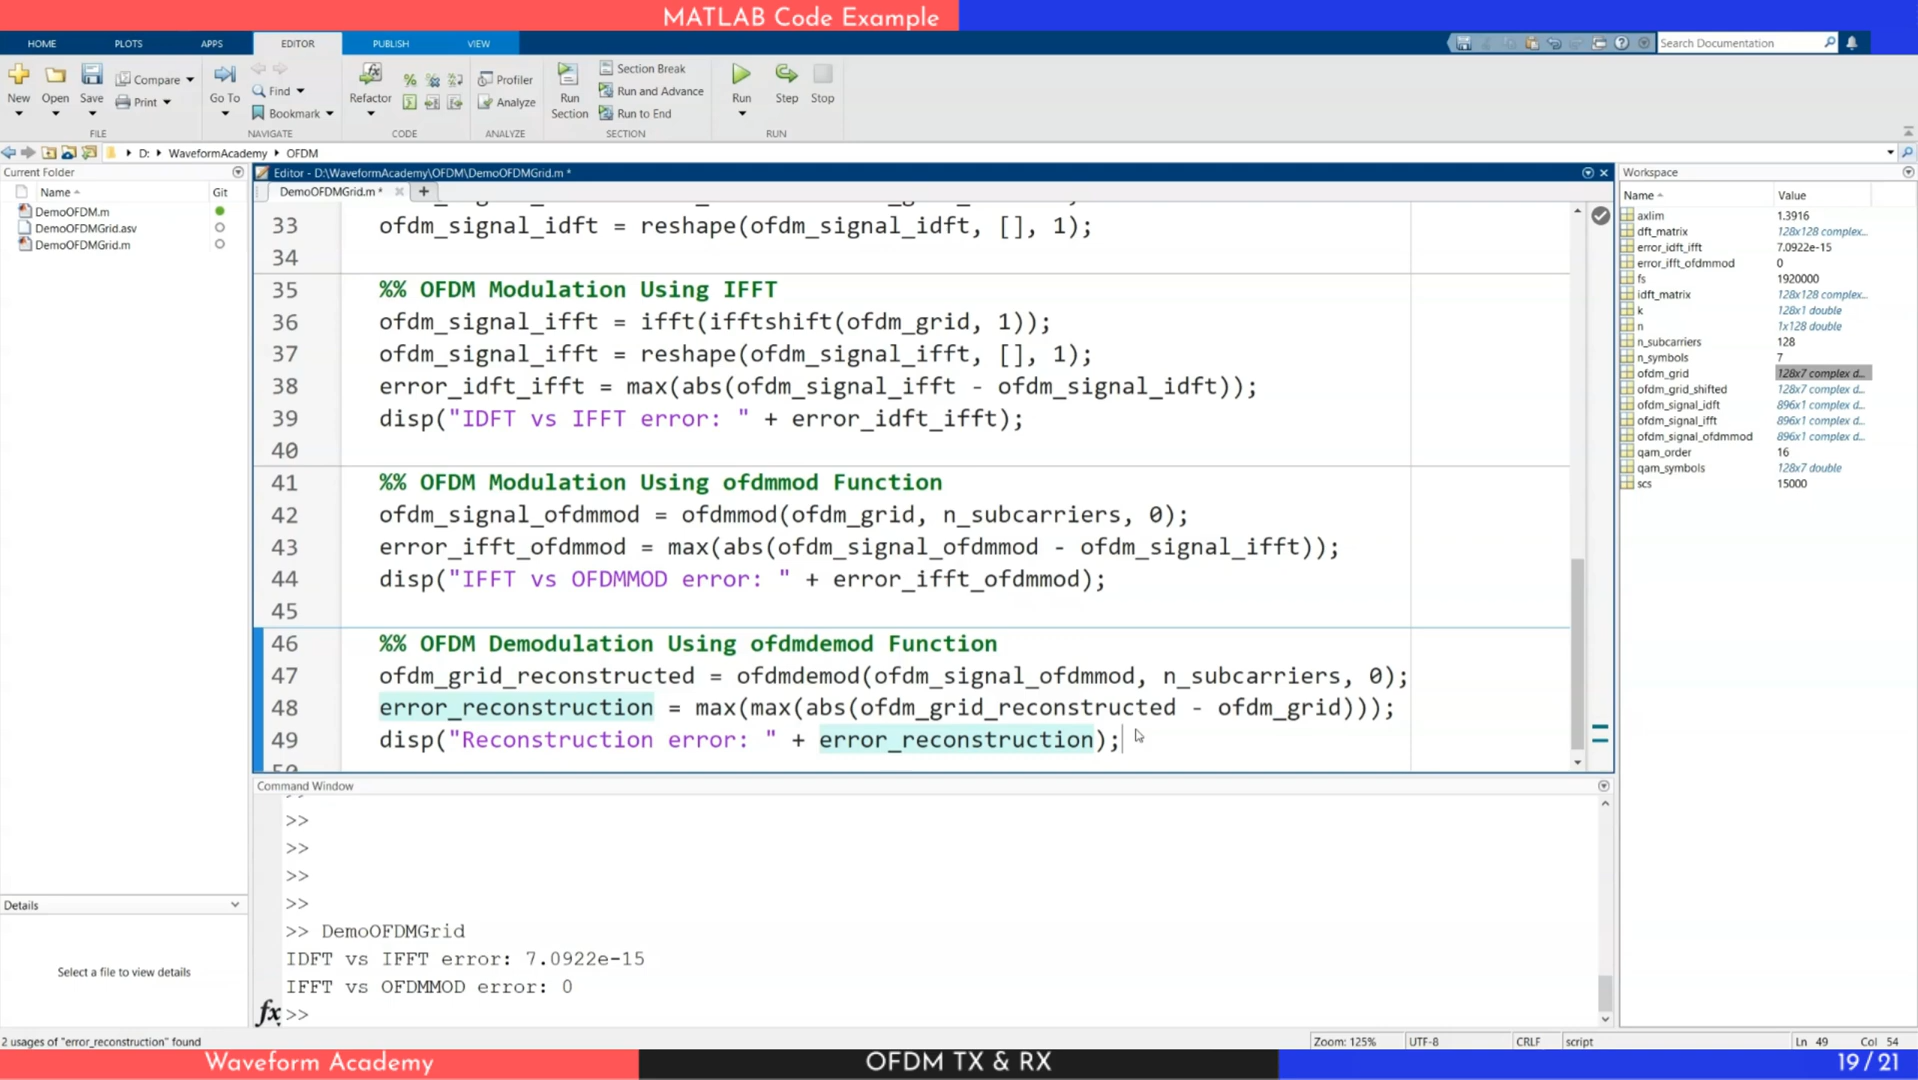 MATLAB Code Example
HOME PLOTS APPS EDITOR PUBLISH VIEW
Search Documentation
New Open Save Compare Print
FILE
Go To Find Bookmark
NAVIGATE
Refactor
CODE
Profiler Analyze
ANALYZE
Run Section Section Break Run and Advance Run to End
SECTION
Run Step Stop
RUN
D: WaveformAcademy OFDM
Current Folder
Name Git
DemoOFDM.m
DemoOFDMGrid.asv
DemoOFDMGrid.m
Details
Select a file to view details
Editor - D:\WaveformAcademy\OFDM\DemoOFDMGrid.m *
DemoOFDMGrid.m *
33 ofdm_signal_idft = reshape(ofdm_signal_idft, [], 1);
34
35 %% OFDM Modulation Using IFFT
36 ofdm_signal_ifft = ifft(ifftshift(ofdm_grid, 1));
37 ofdm_signal_ifft = reshape(ofdm_signal_ifft, [], 1);
38 error_idft_ifft = max(abs(ofdm_signal_ifft - ofdm_signal_idft));
39 disp("IDFT vs IFFT error: " + error_idft_ifft);
40
41 %% OFDM Modulation Using ofdmmod Function
42 ofdm_signal_ofdmmod = ofdmmod(ofdm_grid, n_subcarriers, 0);
43 error_ifft_ofdmmod = max(abs(ofdm_signal_ofdmmod - ofdm_signal_ifft));
44 disp("IFFT vs OFDMMOD error: " + error_ifft_ofdmmod);
45
46 %% OFDM Demodulation Using ofdmdemod Function
47 ofdm_grid_reconstructed = ofdmdemod(ofdm_signal_ofdmmod, n_subcarriers, 0);
48 error_reconstruction = max(max(abs(ofdm_grid_reconstructed - ofdm_grid)));
49 disp("Reconstruction error: " + error_reconstruction);
Command Window
>>
>>
>>
>>
>> DemoOFDMGrid
IDFT vs IFFT error: 7.0922e-15
IFFT vs OFDMMOD error: 0
fx >>
Workspace
Name Value
axlim 1.3916
dft_matrix 128x128 complex...
error_idft_ifft 7.0922e-15
error_ifft_ofdmmod 0
fs 1920000
idft_matrix 128x128 complex...
k 128x1 double
n 1x128 double
n_subcarriers 128
n_symbols 7
ofdm_grid 128x7 complex d...
ofdm_grid_shifted 128x7 complex d...
ofdm_signal_idft 896x1 complex d...
ofdm_signal_ifft 896x1 complex d...
ofdm_signal_ofdmmod 896x1 complex d...
qam_order 16
qam_symbols 128x7 double
scs 15000
2 usages of "error_reconstruction" found
Zoom: 125% UTF-8 CRLF script Ln 49 Col 54
Waveform Academy OFDM TX & RX 19 / 21